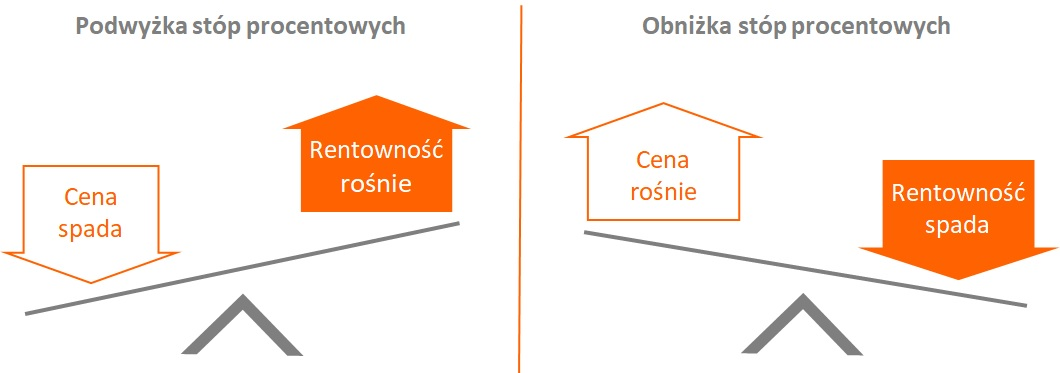 Podwyżka stóp procentowych
Cena
spada
Rentowność
rośnie
Obniżka stóp procentowych
Cena
rośnie
Rentowność
spada